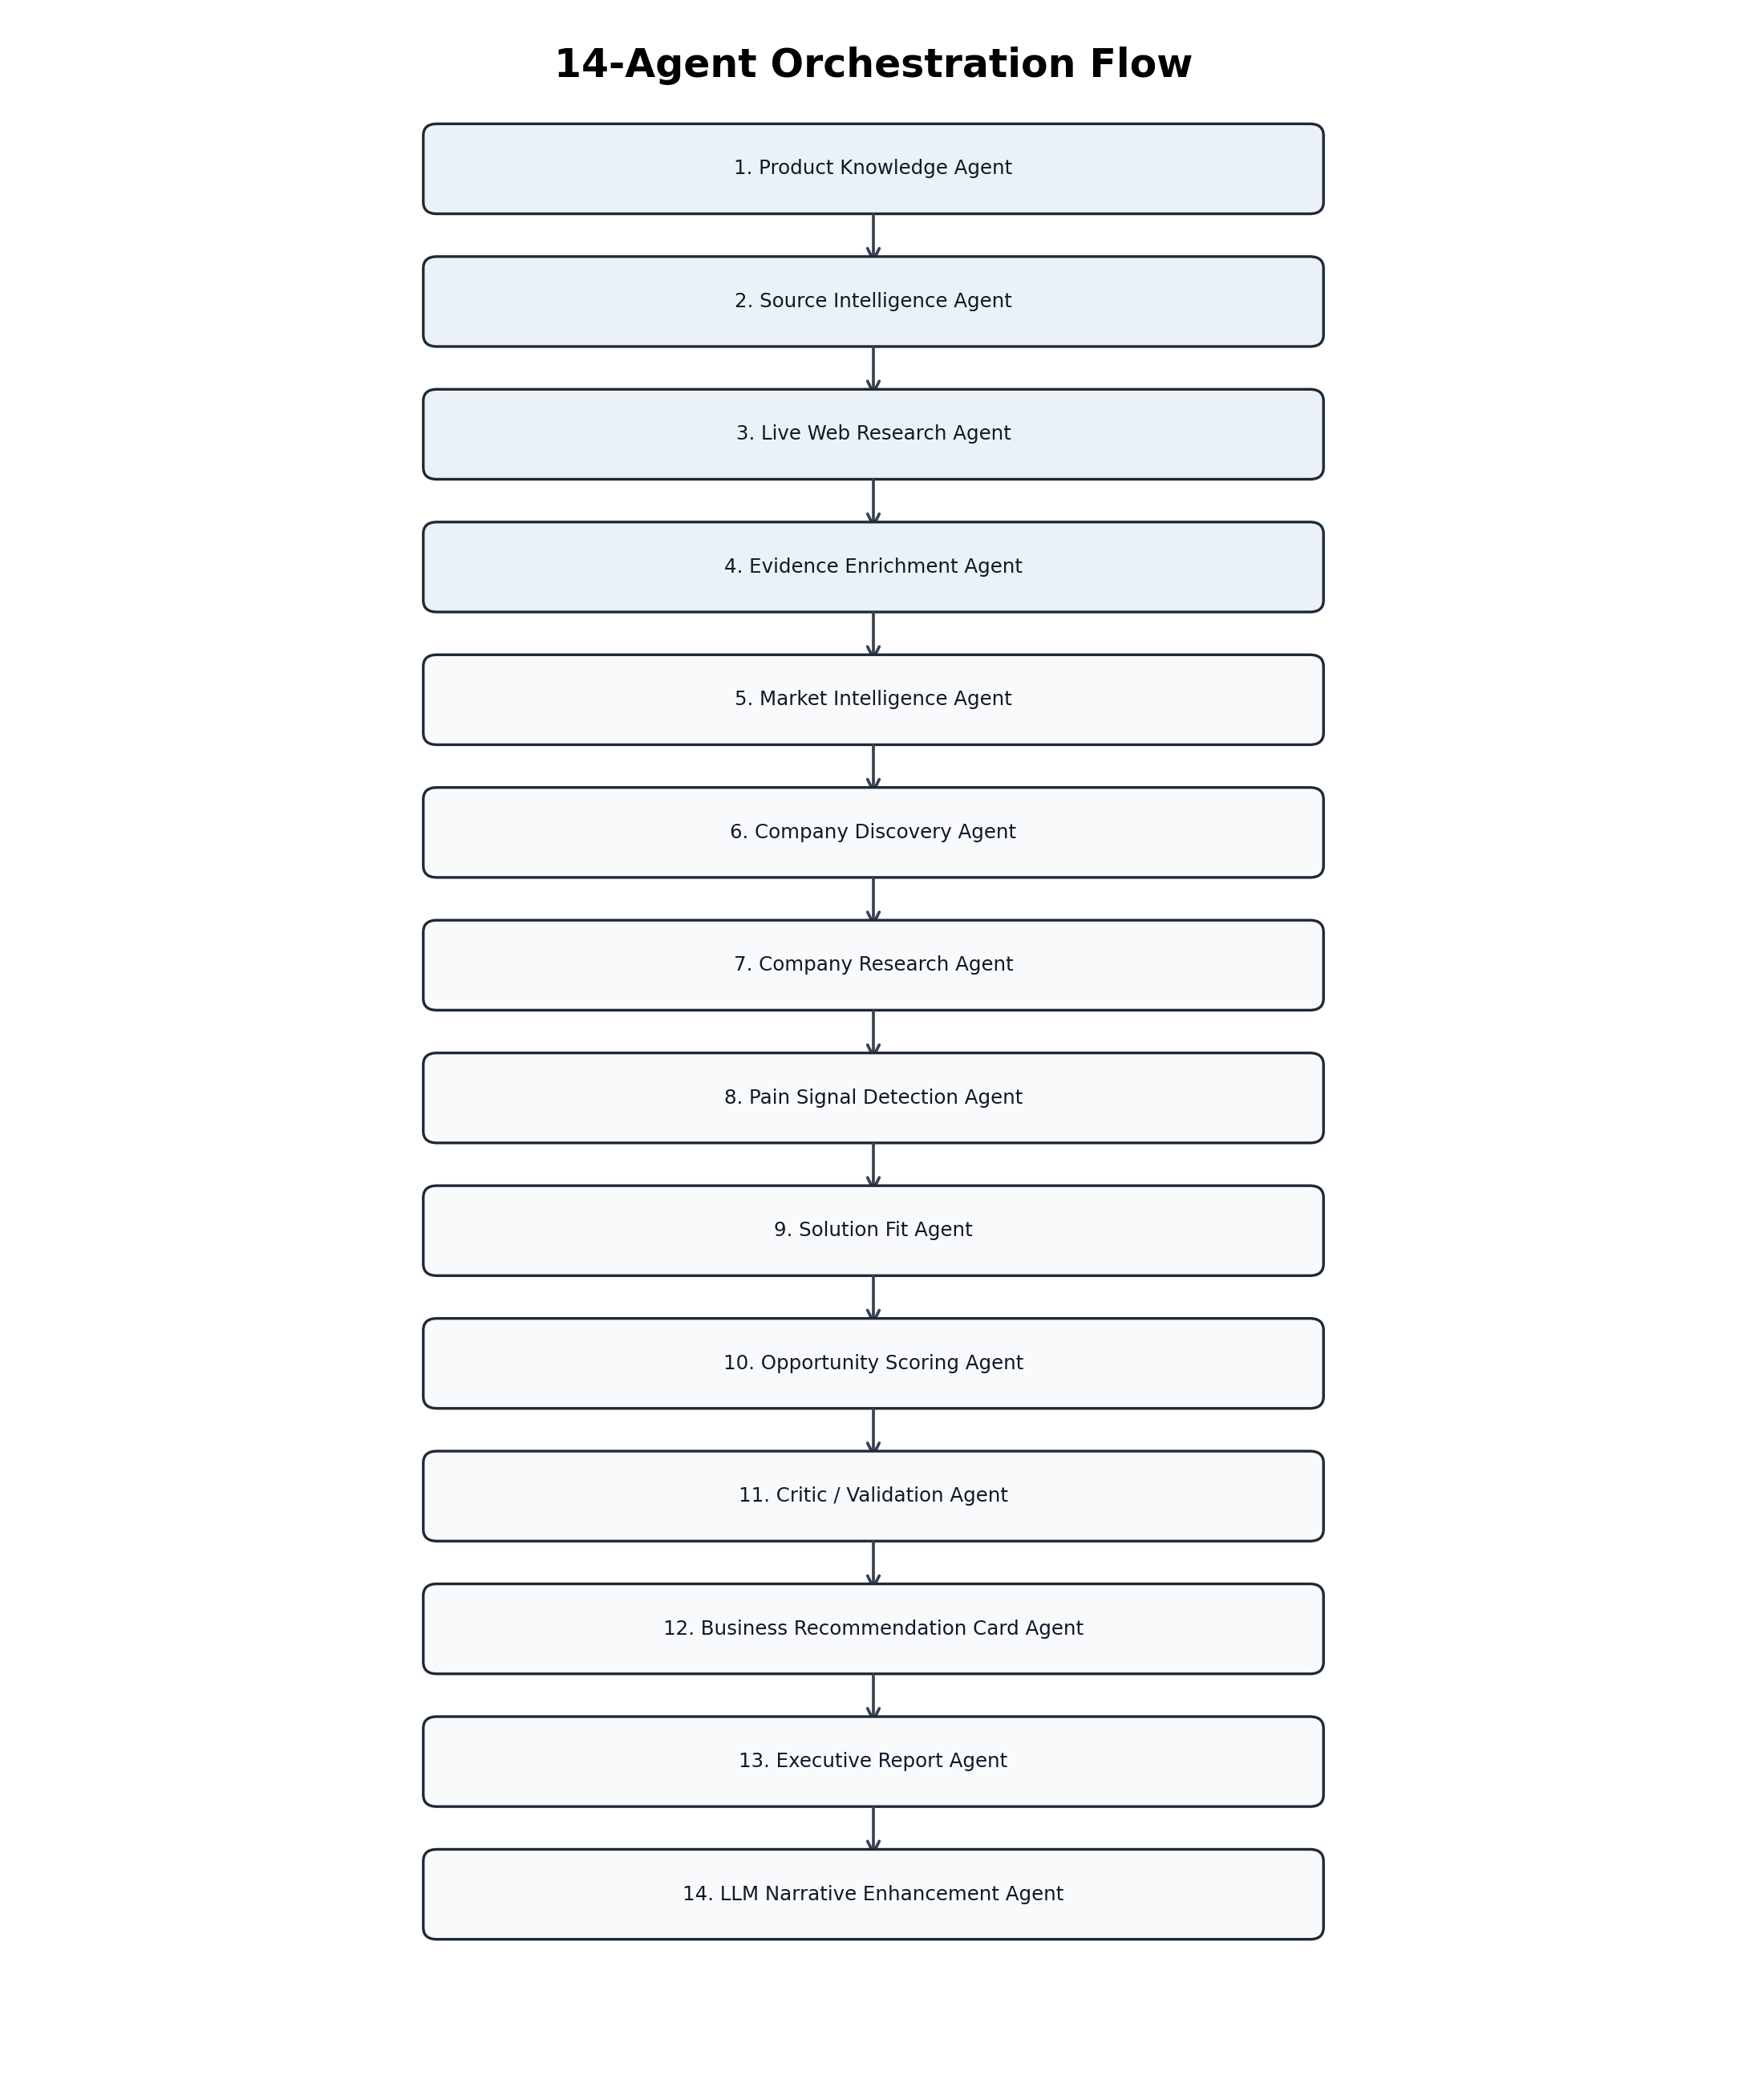 14-Agent Orchestration Flow
1. Product Knowledge Agent
2. Source Intelligence Agent
3. Live Web Research Agent
4. Evidence Enrichment Agent
5. Market Intelligence Agent
6. Company Discovery Agent
7. Company Research Agent
8. Pain Signal Detection Agent
9. Solution Fit Agent
10. Opportunity Scoring Agent
11. Critic / Validation Agent
12. Business Recommendation Card Agent
13. Executive Report Agent
14. LLM Narrative Enhancement Agent